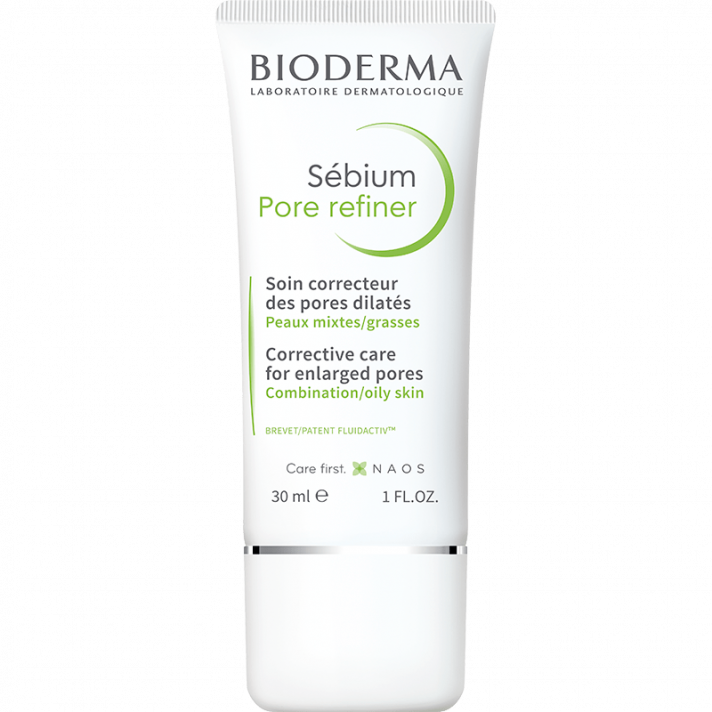 BIODERMA
LABORATOIRE DERMATOLOGIQUE
Sébium
Pore refiner
Soin correcteur
des pores dilatés
Peaux mixtes/grasses
Corrective care
for enlarged pores
Combination/oily skin
BREVET/PATENT FLUIDACTIV™
Care first. NAOS
30 ml ℮ 1 FL.OZ.